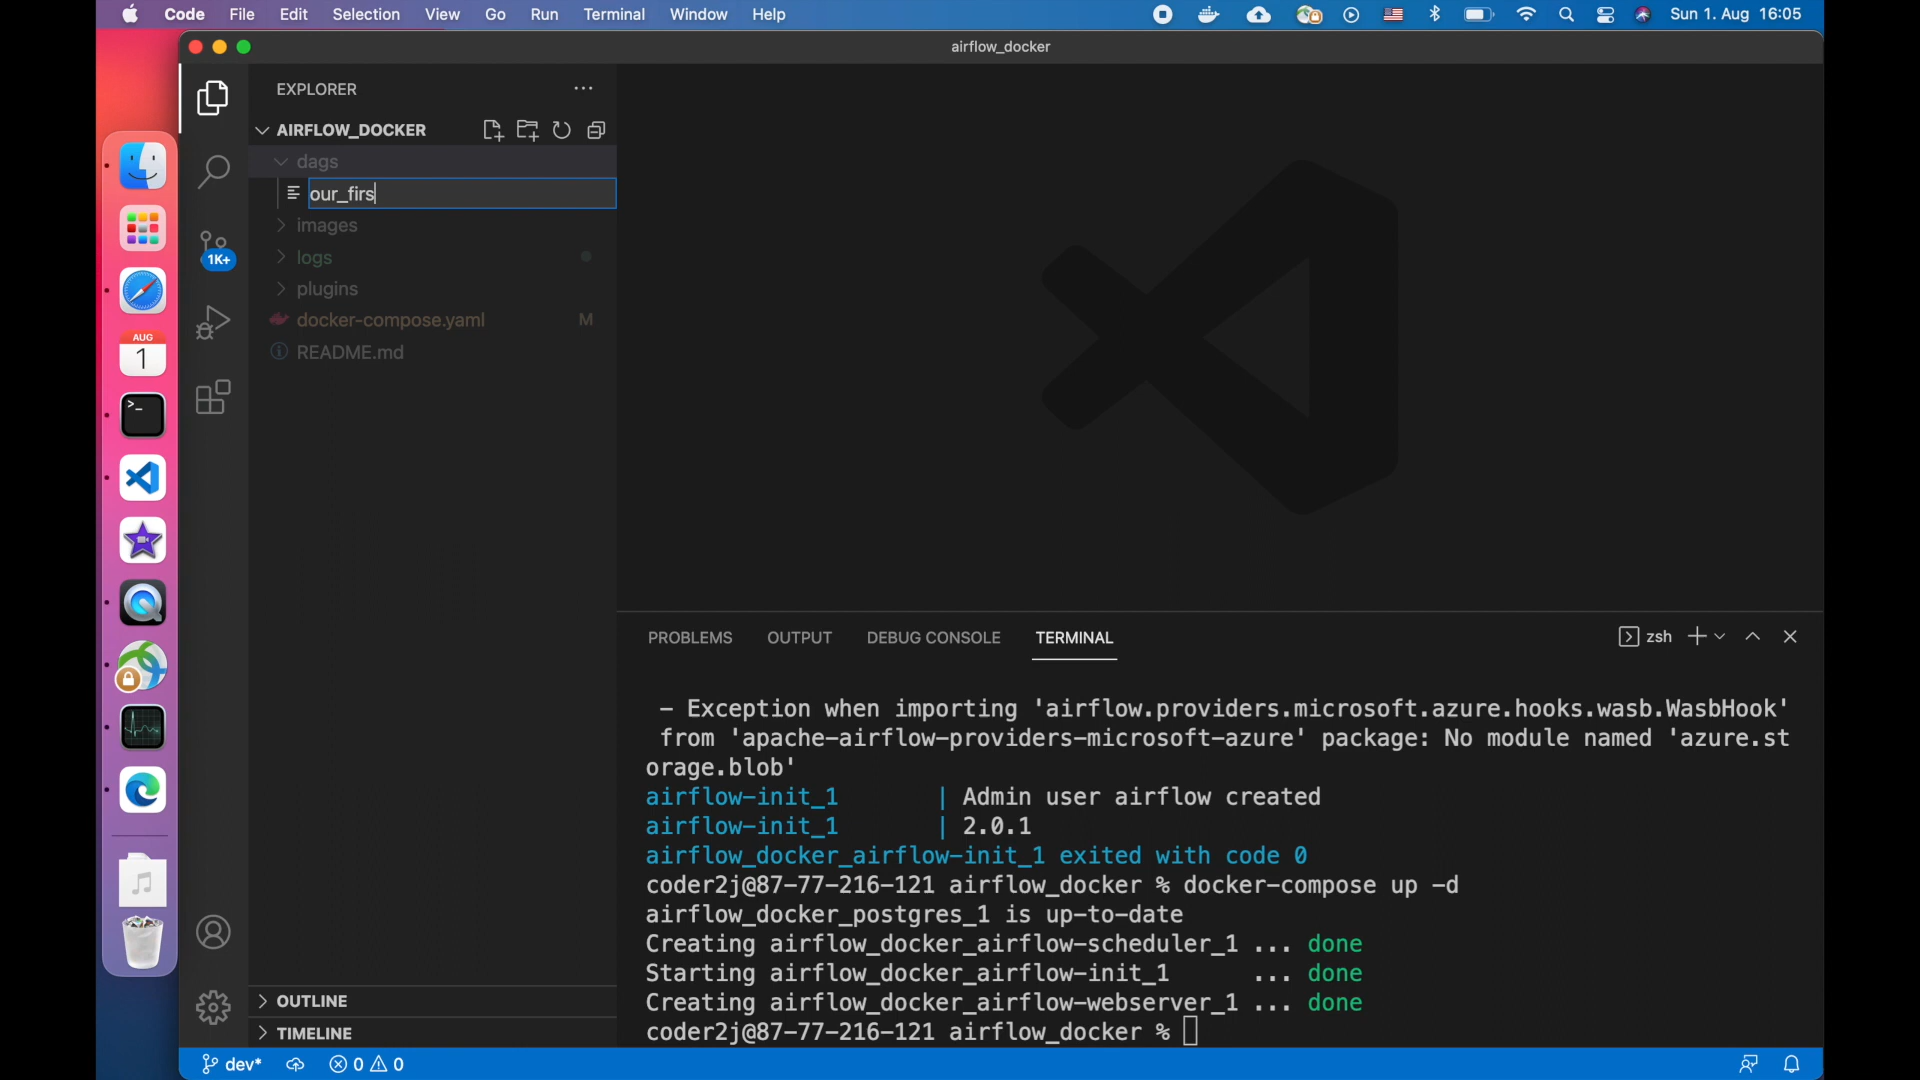 Code File Edit Selection View Go Run Terminal Window Help Sun 1. Aug 16:05
airflow_docker
EXPLORER
AIRFLOW_DOCKER
dags
our_firs
images
logs
plugins
docker-compose.yaml M
README.md
1K+
AUG
1
OUTLINE
TIMELINE
PROBLEMS OUTPUT DEBUG CONSOLE TERMINAL zsh
- Exception when importing 'airflow.providers.microsoft.azure.hooks.wasb.WasbHook'
from 'apache-airflow-providers-microsoft-azure' package: No module named 'azure.st
orage.blob'
airflow-init_1 | Admin user airflow created
airflow-init_1 | 2.0.1
airflow_docker_airflow-init_1 exited with code 0
coder2j@87-77-216-121 airflow_docker % docker-compose up -d
airflow_docker_postgres_1 is up-to-date
Creating airflow_docker_airflow-scheduler_1 ... done
Starting airflow_docker_airflow-init_1 ... done
Creating airflow_docker_airflow-webserver_1 ... done
coder2j@87-77-216-121 airflow_docker %
dev* 0 0